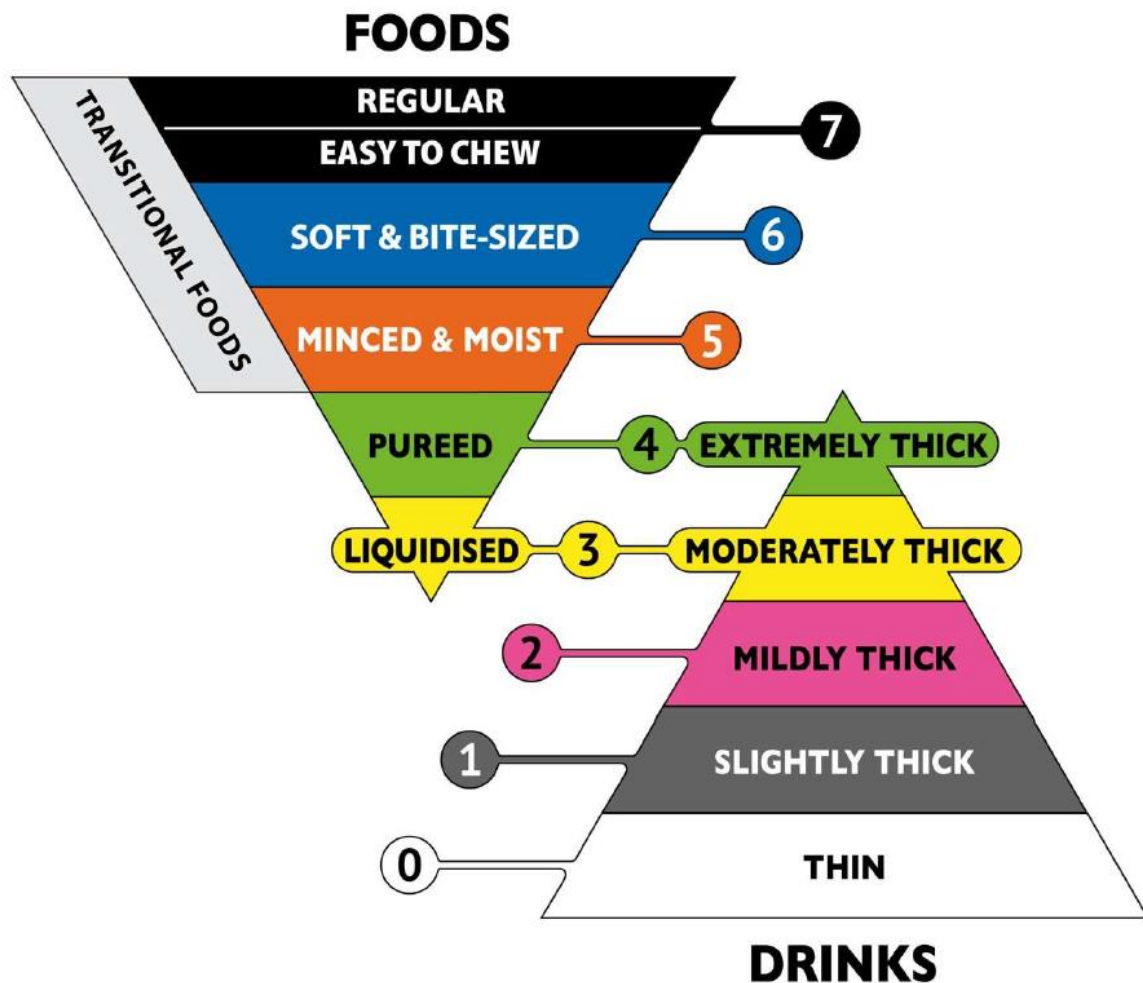 FOODS
TRANSITIONAL FOODS
REGULAR
7
EASY TO CHEW
SOFT & BITE-SIZED
6
MINCED & MOIST
5
PUREED
4
EXTREMELY THICK
LIQUIDISED
3
MODERATELY THICK
2
MILDLY THICK
1
SLIGHTLY THICK
0
THIN
DRINKS